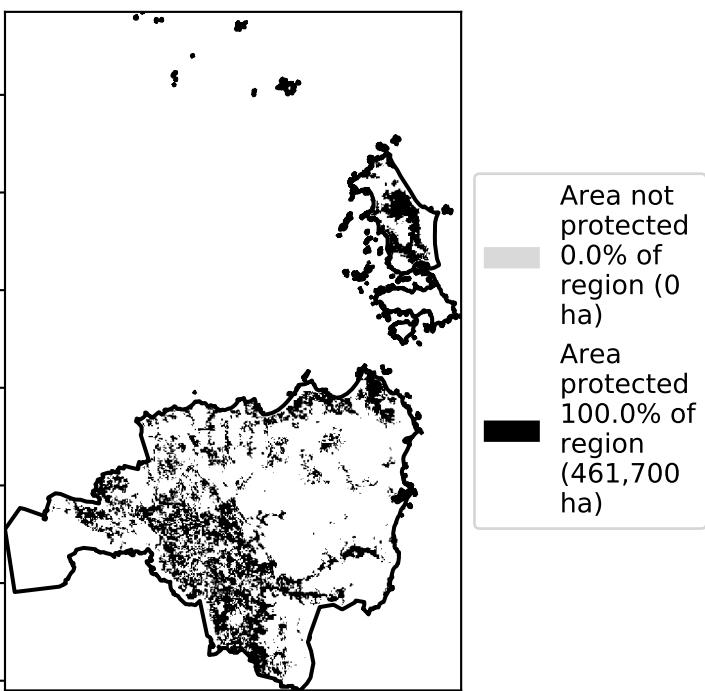 Area not
protected
0.0% of
region (0
ha)
Area
protected
100.0% of
region
(461,700
ha)